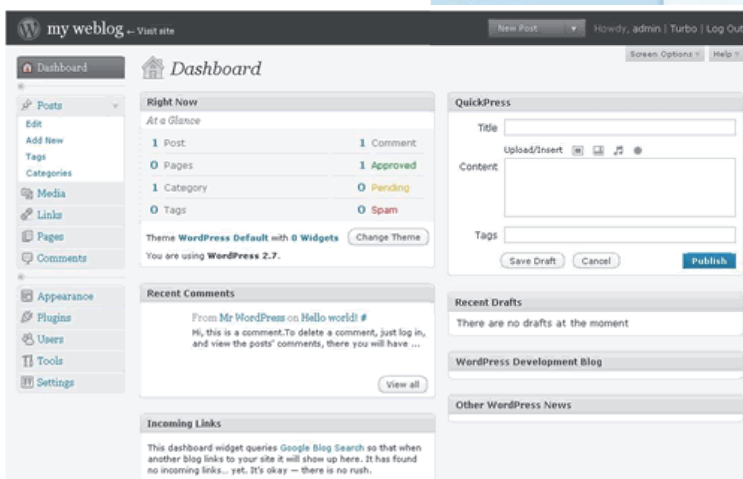 my weblog ← Visit site
New Post
Howdy, admin | Turbo | Log Out
Screen Options
Help
Dashboard
Posts
Edit
Add New
Tags
Categories
Media
Links
Pages
Comments
Appearance
Plugins
Users
Tools
Settings
Dashboard
Right Now
At a Glance
1 Post 1 Comment
0 Pages 1 Approved
1 Category 0 Pending
0 Tags 0 Spam
Theme WordPress Default with 0 Widgets Change Theme
You are using WordPress 2.7.
Recent Comments
From Mr WordPress on Hello world! #
Hi, this is a comment.To delete a comment, just log in,
and view the posts' comments, there you will have ...
View all
Incoming Links
This dashboard widget queries Google Blog Search so that when
another blog links to your site it will show up here. It has found
no incoming links... yet. It's okay — there is no rush.
QuickPress
Title
Upload/Insert
Content
Tags
Save Draft Cancel Publish
Recent Drafts
There are no drafts at the moment
WordPress Development Blog
Other WordPress News